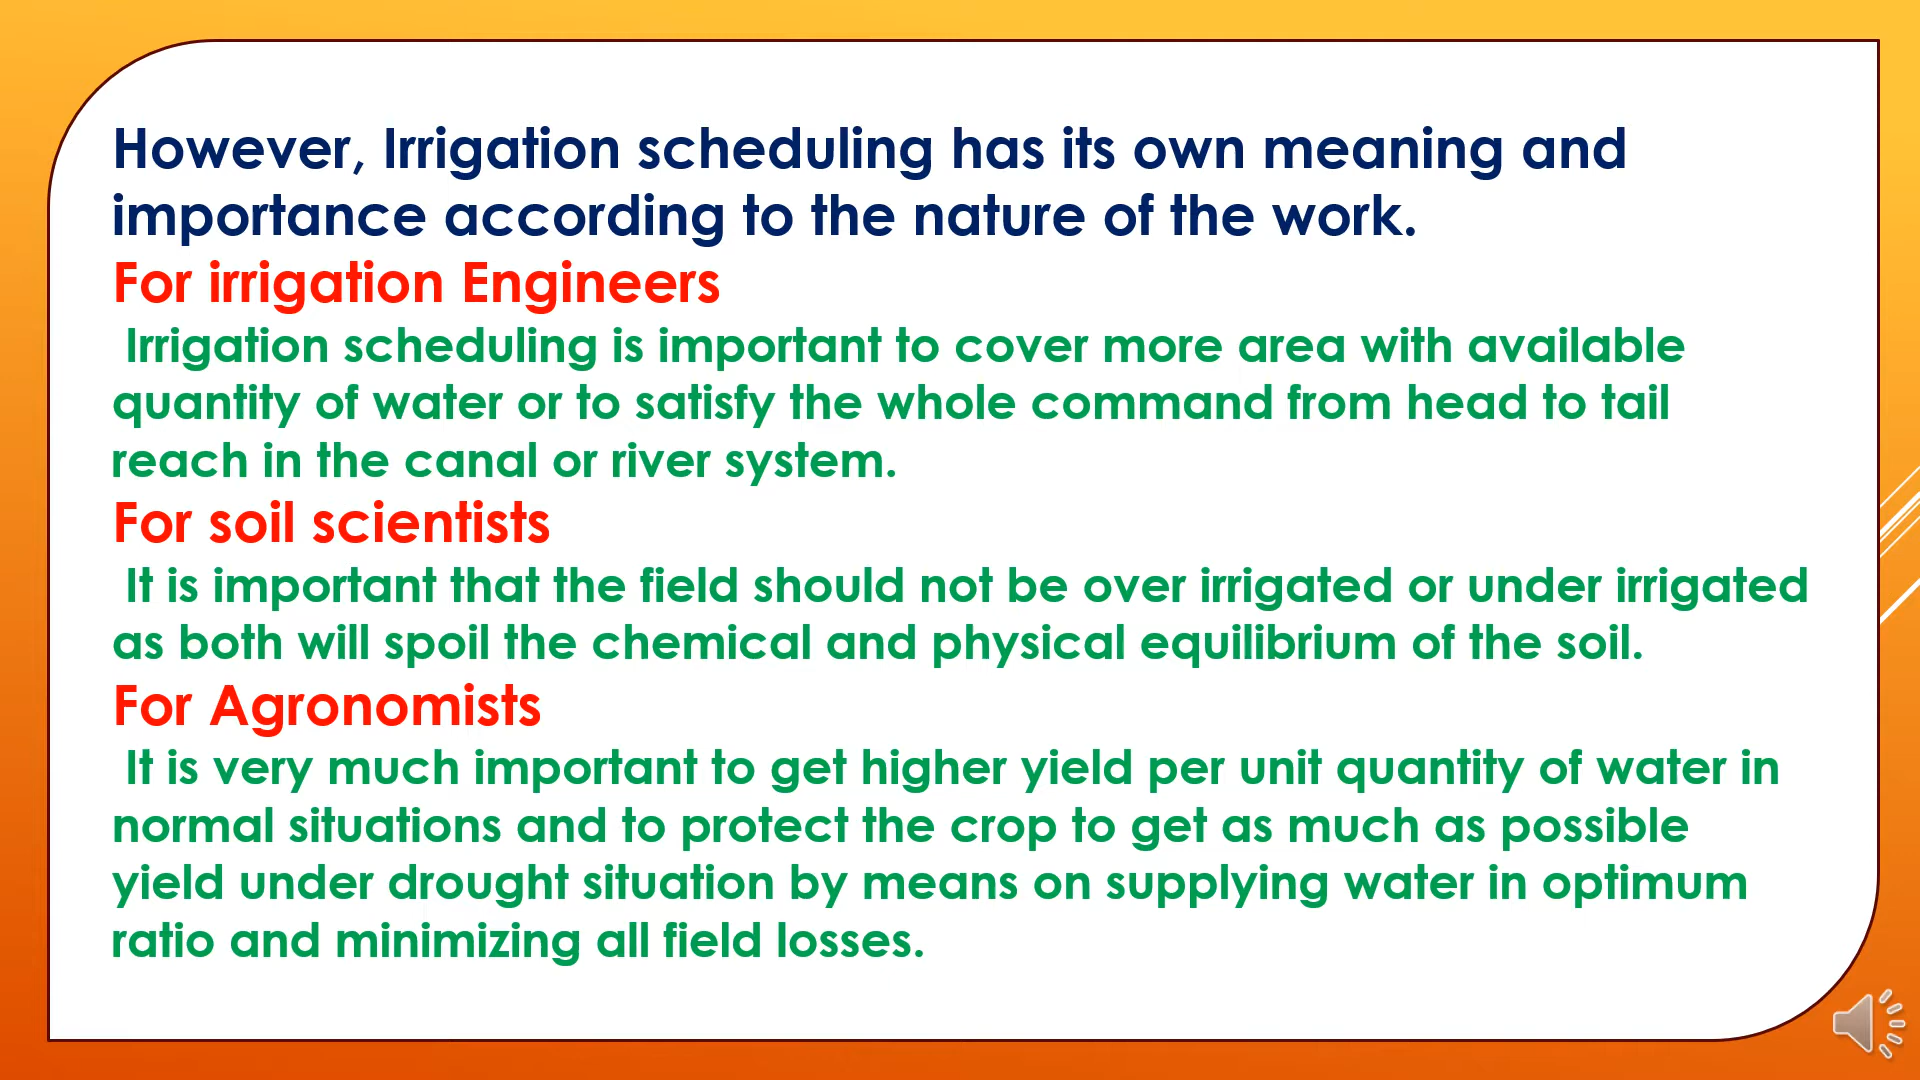 However, Irrigation scheduling has its own meaning and
importance according to the nature of the work.
For irrigation Engineers
Irrigation scheduling is important to cover more area with available
quantity of water or to satisfy the whole command from head to tail
reach in the canal or river system.
For soil scientists
It is important that the field should not be over irrigated or under irrigated
as both will spoil the chemical and physical equilibrium of the soil.
For Agronomists
It is very much important to get higher yield per unit quantity of water in
normal situations and to protect the crop to get as much as possible
yield under drought situation by means on supplying water in optimum
ratio and minimizing all field losses.